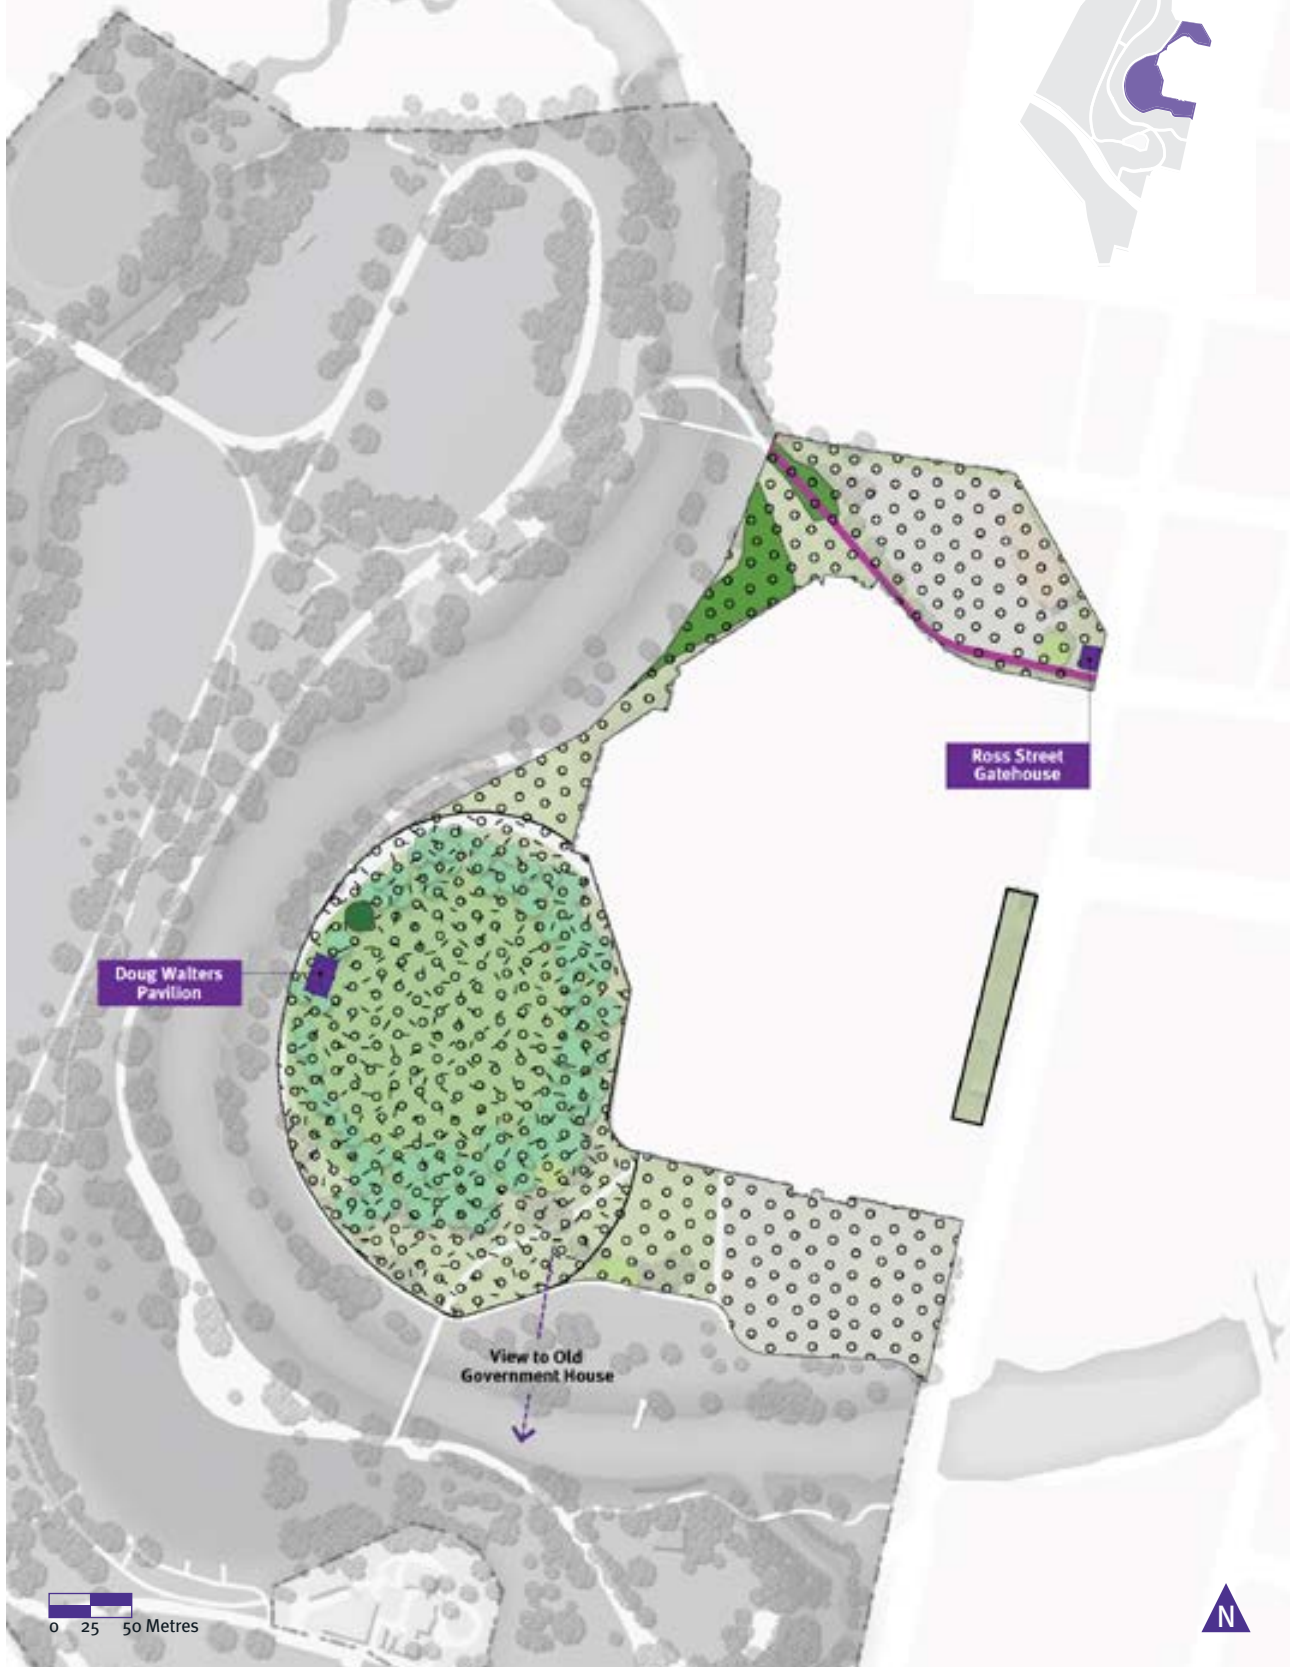 Ross Street
Gatehouse
Doug Walters
Pavilion
View to Old
Government House
0 25 50 Metres
N